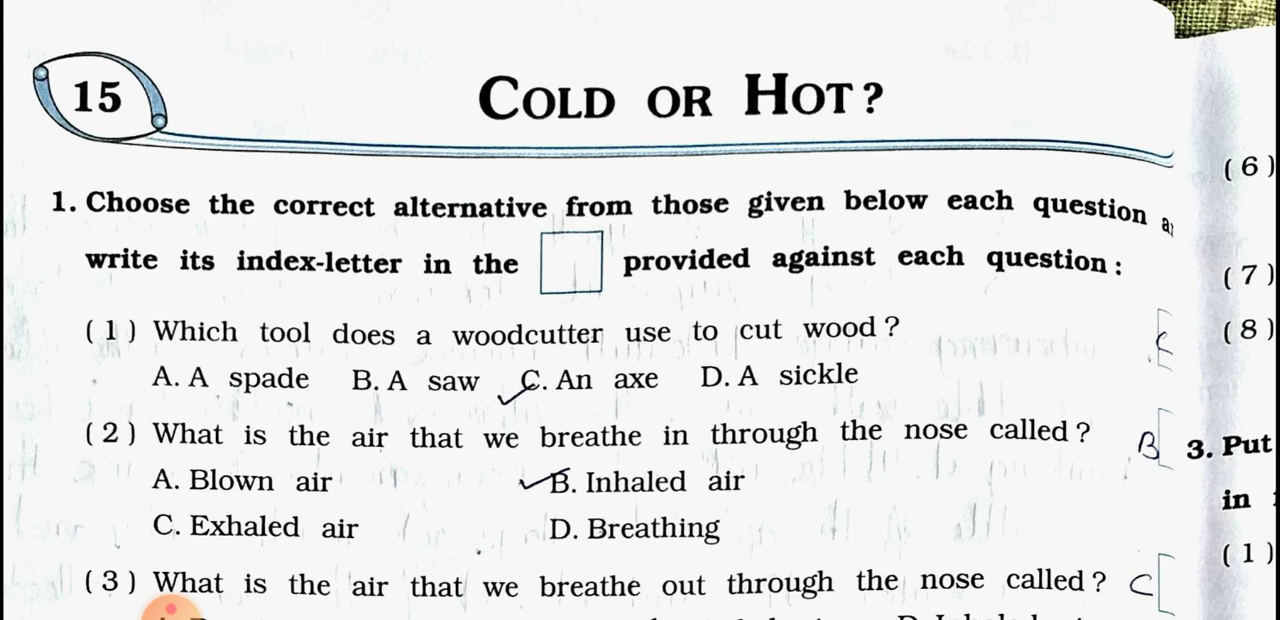 15
COLD OR HOT?
1. Choose the correct alternative from those given below each question
write its index-letter in the provided against each question:
(1) Which tool does a woodcutter use to cut wood? C
A. A spade B. A saw C. An axe D. A sickle
(2) What is the air that we breathe in through the nose called? B
A. Blown air B. Inhaled air
C. Exhaled air D. Breathing
(3) What is the air that we breathe out through the nose called? C
(6)
(7)
(8)
3. Put
in
(1)